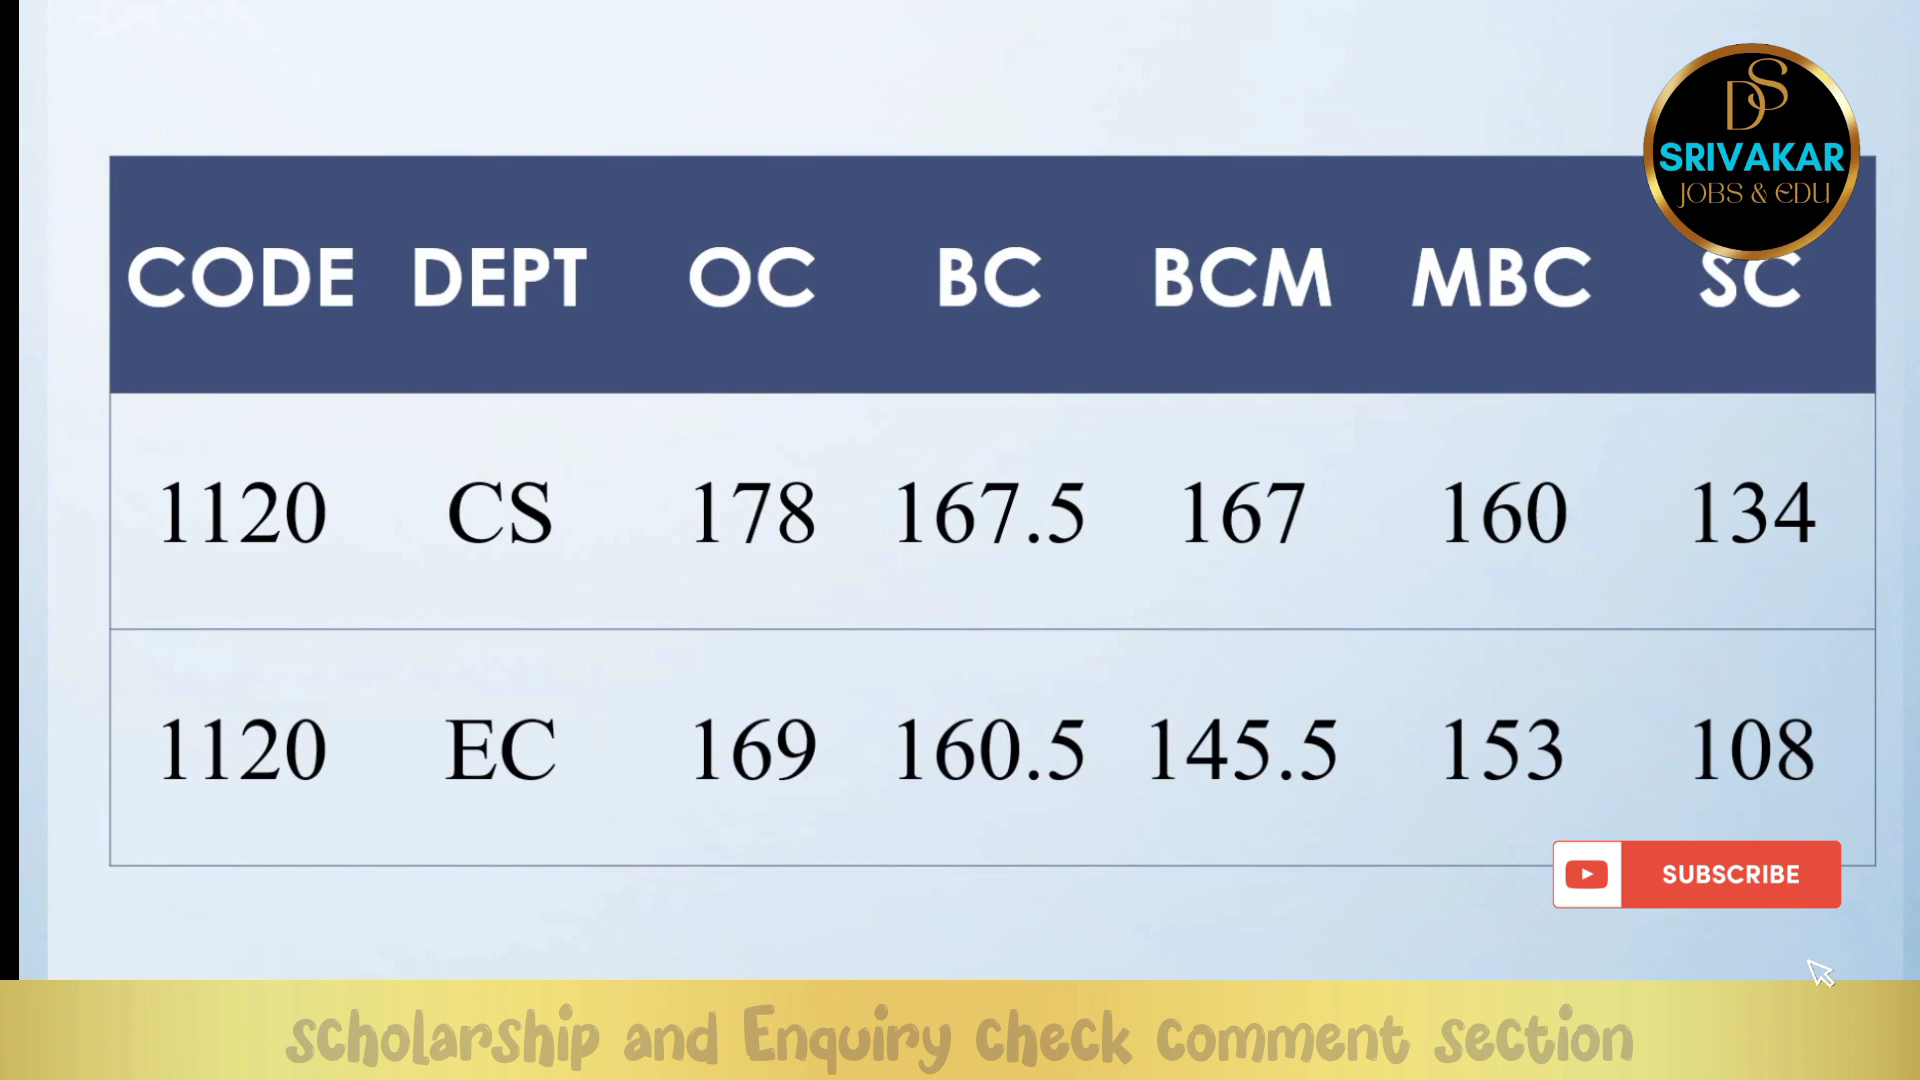 DS
SRIVAKAR
JOBS & EDU
CODE DEPT OC BC BCM MBC SC
1120 CS 178 167.5 167 160 134
1120 EC 169 160.5 145.5 153 108
SUBSCRIBE
scholarship and Enquiry check comment section